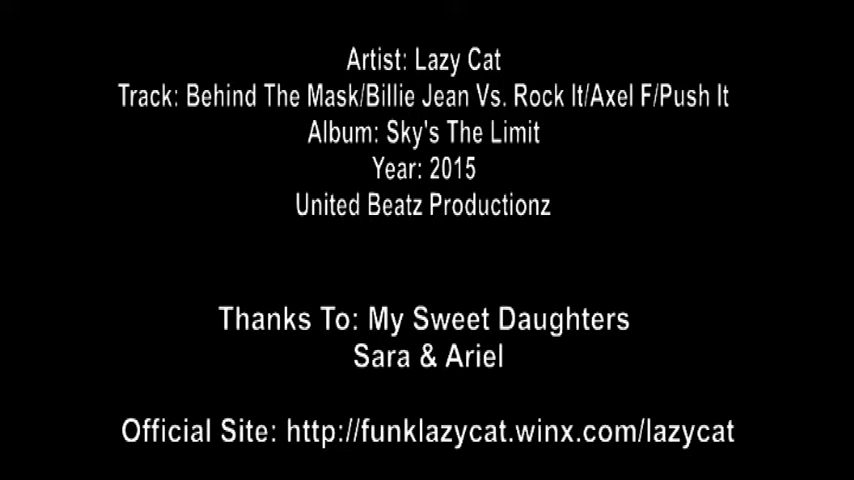 Artist: Lazy Cat
Track: Behind The Mask/Billie Jean Vs. Rock It/Axel F/Push It
Album: Sky's The Limit
Year: 2015
United Beatz Productionz
Thanks To: My Sweet Daughters
Sara & Ariel
Official Site: http://funklazycat.winx.com/lazycat